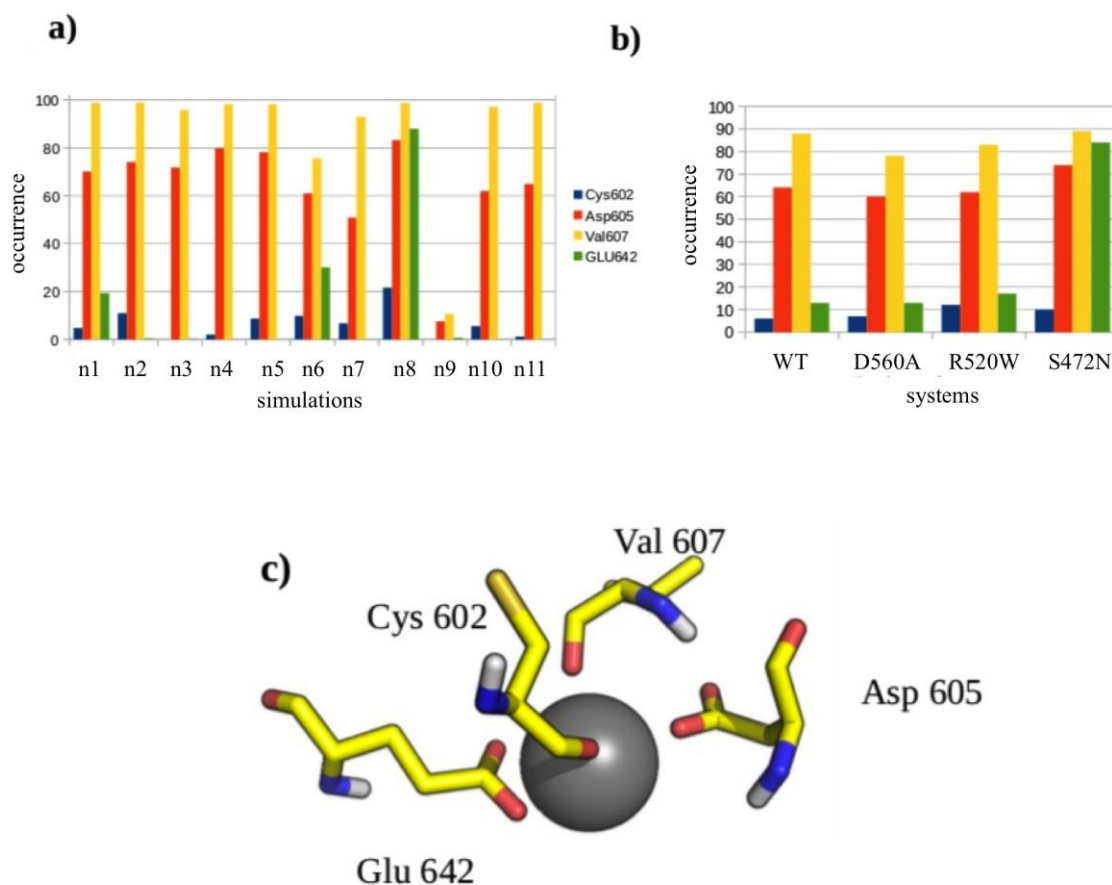 a)
100
80
60
40
20
0
occurrence
n1 n2 n3 n4 n5 n6 n7 n8 n9 n10 n11
simulations
Cys602
Asp605
Val607
GLU642
b)
100
90
80
70
60
50
40
30
20
10
0
occurrence
WT D560A R520W S472N
systems
c)
Val 607
Cys 602
Asp 605
Glu 642